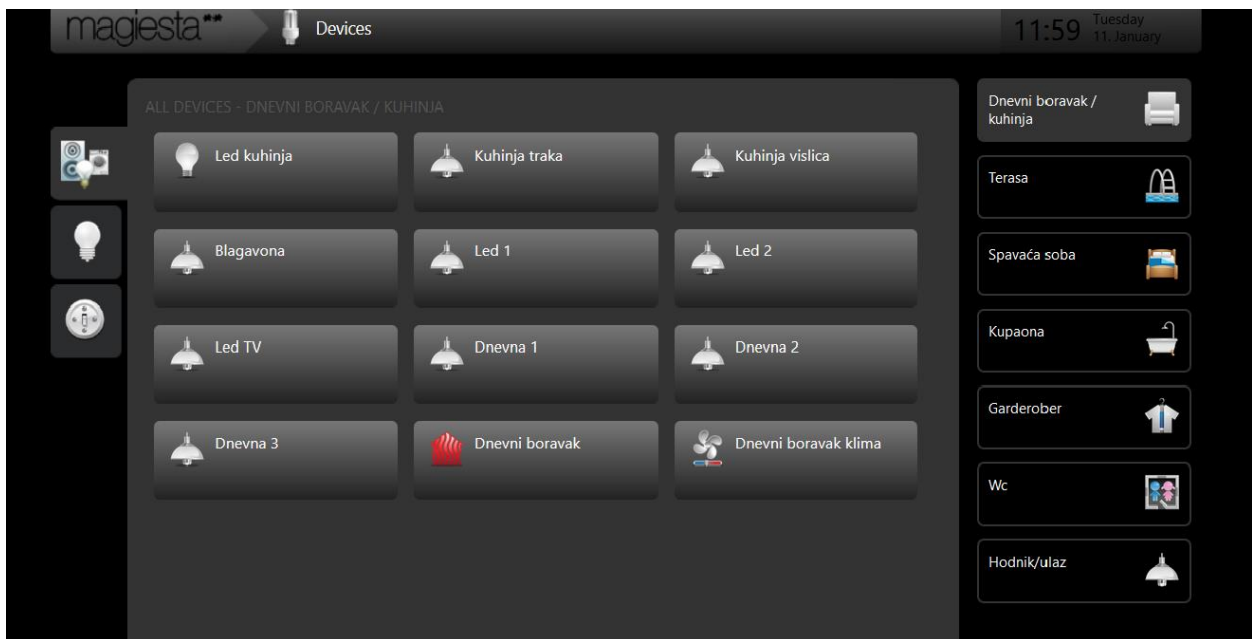 magiesta**
Devices
11:59
Tuesday
11. January
ALL DEVICES - DNEVNI BORAVAK / KUHINJA
Led kuhinja
Kuhinja traka
Kuhinja vislica
Blagavona
Led 1
Led 2
Led TV
Dnevna 1
Dnevna 2
Dnevna 3
Dnevni boravak
Dnevni boravak klima
Dnevni boravak /
kuhinja
Terasa
Spavaća soba
Kupaona
Garderober
Wc
Hodnik/ulaz